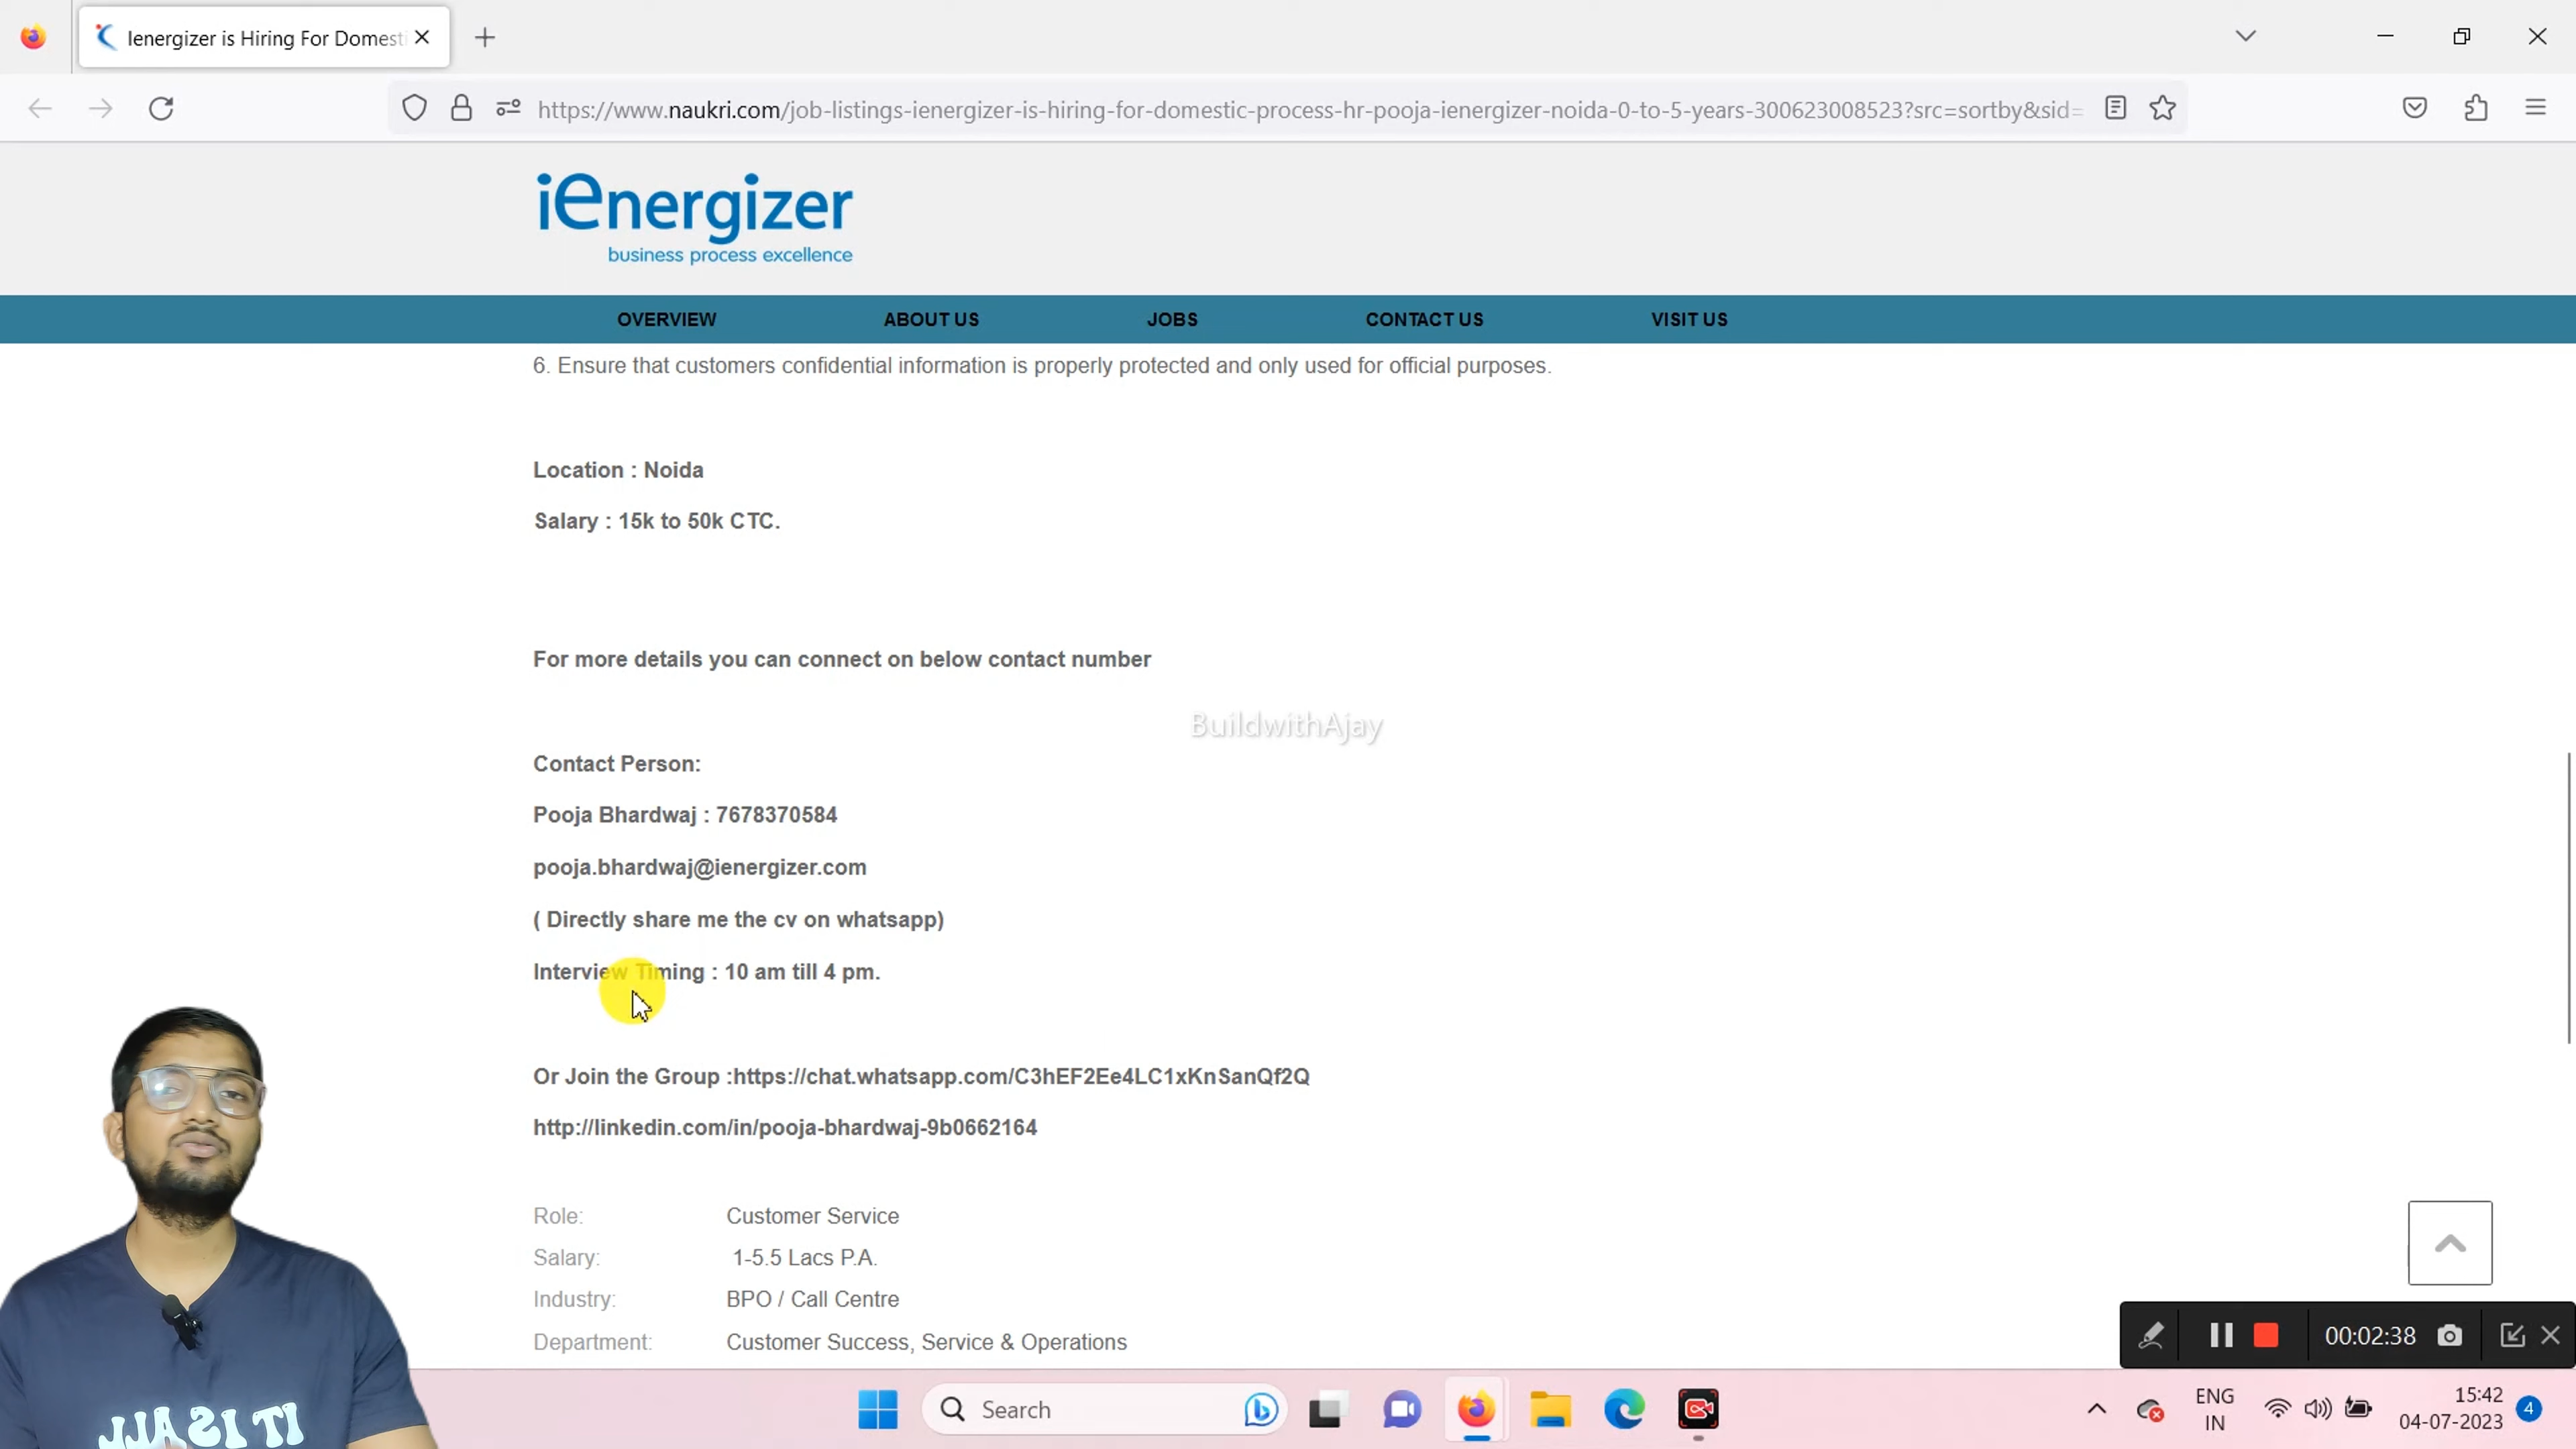 Ienergizer is Hiring For Domesti
https://www.naukri.com/job-listings-ienergizer-is-hiring-for-domestic-process-hr-pooja-ienergizer-noida-0-to-5-years-300623008523?src=sortby&sid=
iEnergizer
business process excellence
OVERVIEW ABOUT US JOBS CONTACT US VISIT US
6. Ensure that customers confidential information is properly protected and only used for official purposes.
Location : Noida
Salary : 15k to 50k CTC.
For more details you can connect on below contact number
BuildwithAjay
Contact Person:
Pooja Bhardwaj : 7678370584
pooja.bhardwaj@ienergizer.com
( Directly share me the cv on whatsapp)
Interview Timing : 10 am till 4 pm.
Or Join the Group :https://chat.whatsapp.com/C3hEF2Ee4LC1xKnSanQf2Q
http://linkedin.com/in/pooja-bhardwaj-9b0662164
Role: Customer Service
Salary: 1-5.5 Lacs P.A.
Industry: BPO / Call Centre
Department: Customer Success, Service & Operations
00:02:38
IT IS ALL
Search
ENG
IN
15:42
04-07-2023
4